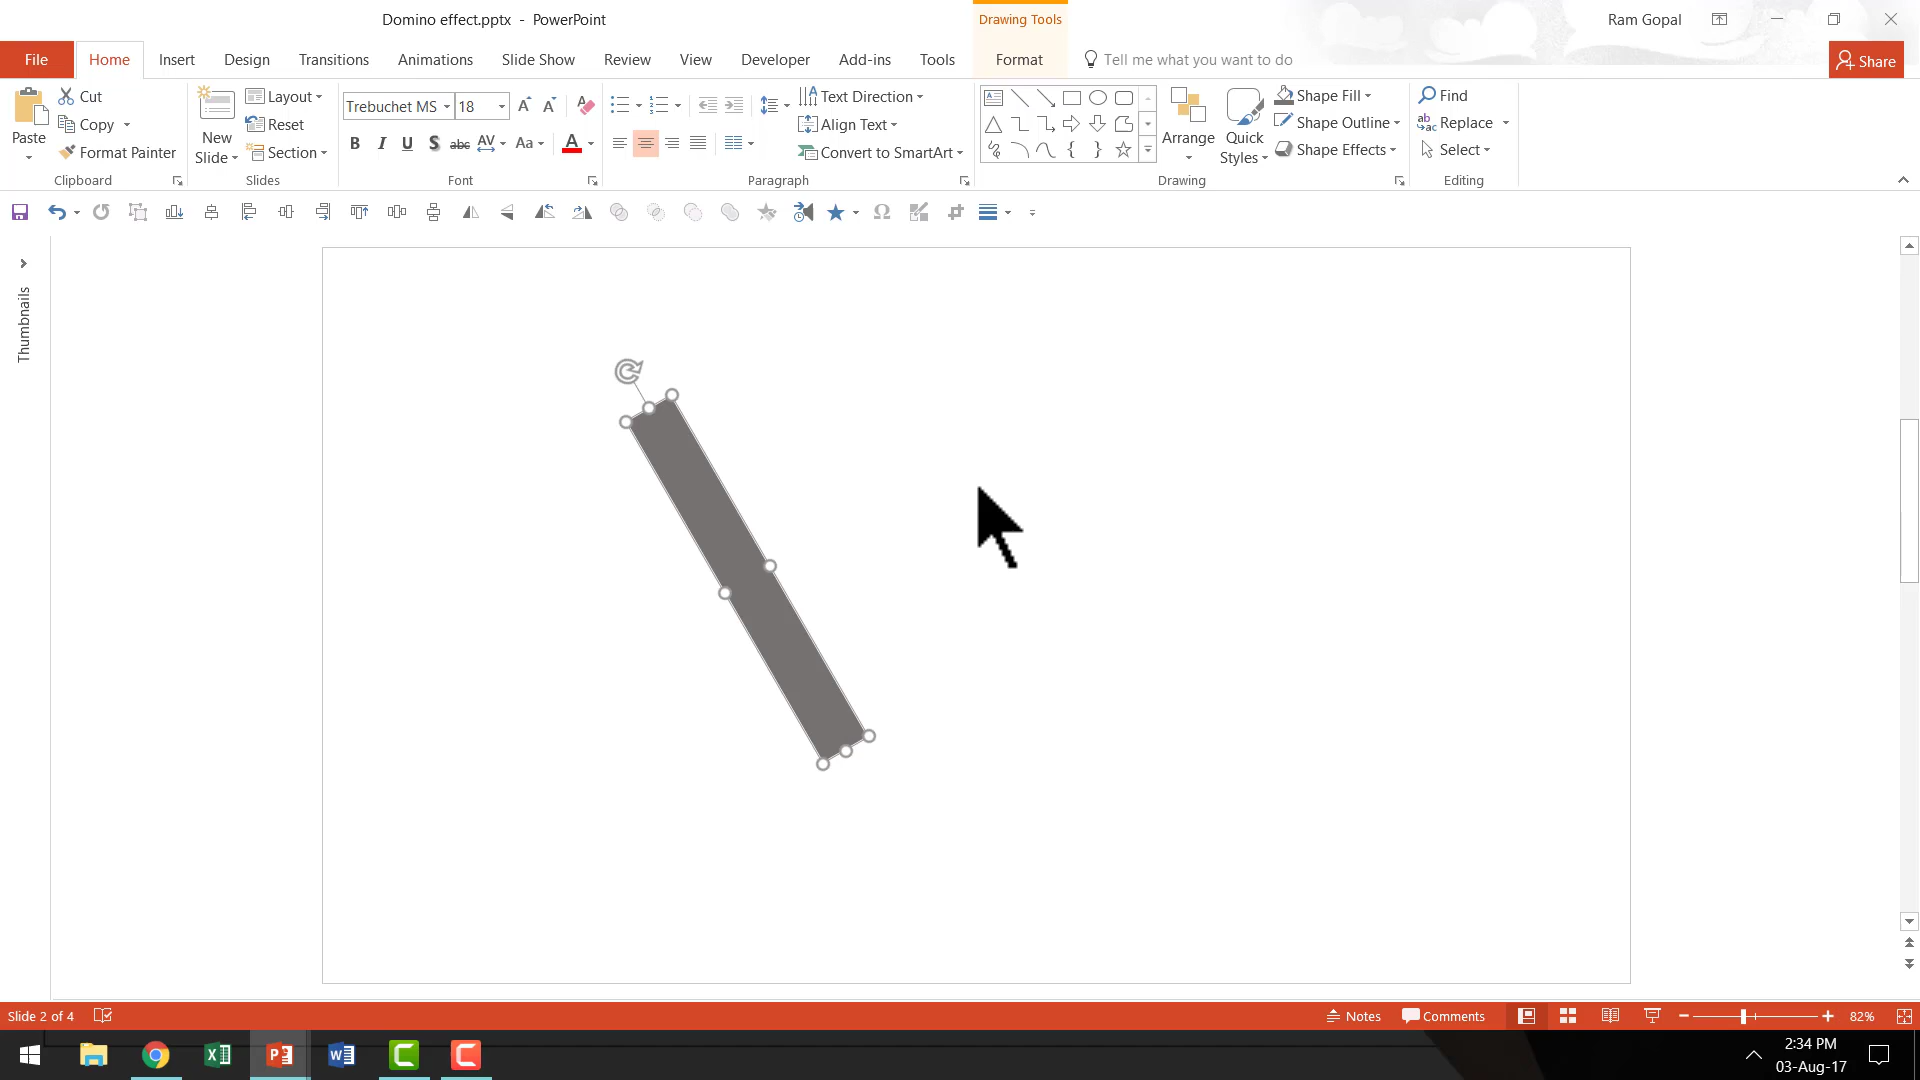 Domino effect.pptx - PowerPoint
Drawing Tools
Ram Gopal
File Home Insert Design Transitions Animations Slide Show Review View Developer Add-ins Tools Format Tell me what you want to do Share
Paste
Cut
Copy
Format Painter
Clipboard
New Slide
Layout
Reset
Section
Slides
Trebuchet MS 18
B I U S abc AV Aa A
Font
Text Direction
Align Text
Convert to SmartArt
Paragraph
Arrange
Quick Styles
Shape Fill
Shape Outline
Shape Effects
Drawing
Find
Replace
Select
Editing
Thumbnails
Slide 2 of 4
Notes Comments 82%
2:34 PM
03-Aug-17